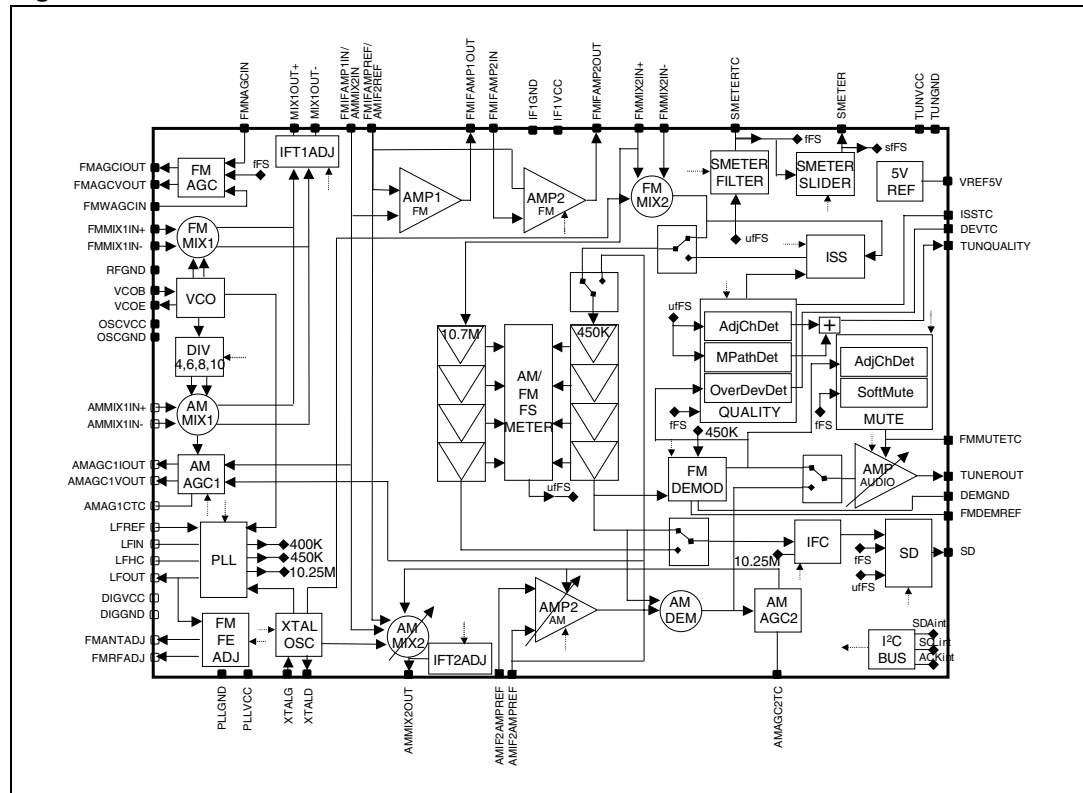 FMNAGCIN
MIX1OUT+
MIX1OUT-
FMIFAMP1IN/
AMMIX2IN
FMIFAMPREF/
AMIF2REF
FMIFAMP1OUT
FMIFAMP2IN
IF1GND
IF1VCC
FMIFAMP2OUT
FMMIX2IN+
FMMIX2IN-
SMETERTC
SMETER
TUNVCC
TUNGND
FMAGCIOUT
FMAGCVOUT
FMWAGCIN
FMMIX1IN+
FMMIX1IN-
RFGND
VCOB
VCOE
OSCVCC
OSCGND
AMMIX1IN+
AMMIX1IN-
AMAGC1IOUT
AMAGC1VOUT
AMAG1CTC
LFREF
LFIN
LFHC
LFOUT
DIGVCC
DIGGND
FMANTADJ
FMRFADJ
FM
AGC
fFS
IFT1ADJ
FM
MIX1
VCO
DIV
4,6,8,10
AM
MIX1
AM
AGC1
PLL
400K
450K
10.25M
FM
FE
ADJ
XTAL
OSC
AMP1
FM
AMP2
FM
FM
MIX2
SMETER
FILTER
fFS
SMETER
SLIDER
sfFS
5V
REF
ufFS
ISS
10.7M
AM/
FM
FS
METER
450K
ufFS
ufFS
AdjChDet
MPathDet
OverDevDet
QUALITY
fFS
+
AdjChDet
SoftMute
MUTE
fFS
450K
FM
DEMOD
AMP
AUDIO
IFC
10.25M
SD
fFS
ufFS
AM
MIX2
IFT2ADJ
AMP2
AM
AM
DEM
AM
AGC2
I²C
BUS
SDAint
SCLint
ACKint
VREF5V
ISSTC
DEVTC
TUNQUALITY
FMMUTETC
TUNEROUT
DEMGND
FMDEMREF
SD
PLLGND
PLLVCC
XTALG
XTALD
AMMIX2OUT
AMIF2AMPREF
AMIF2AMPREF
AMAGC2TC